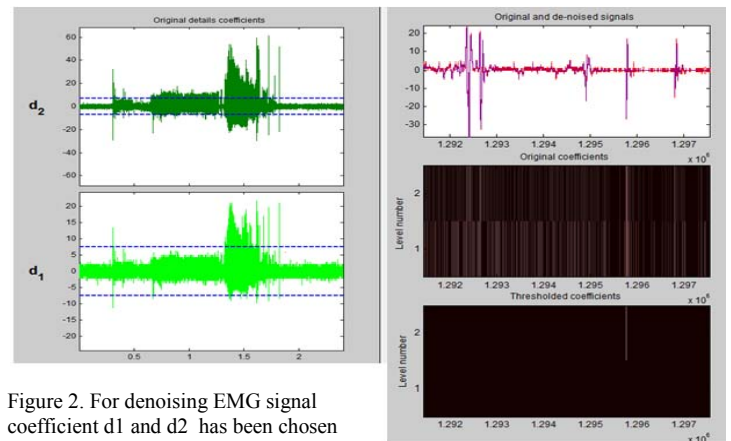 Original details coefficients
60
40
20
d2
0
-20
-40
-60
20
15
10
5
d1
0
-5
-10
-15
-20
0.5 1 1.5 2
Figure 2. For denoising EMG signal
coefficient d1 and d2 has been chosen
Original and de-noised signals
20
10
0
-10
-20
-30
1.292 1.293 1.294 1.295 1.296 1.297
x 10^6
Original coefficients
Level number
2
1
1.292 1.293 1.294 1.295 1.296 1.297
x 10^6
Thresholded coefficients
Level number
2
1
1.292 1.293 1.294 1.295 1.296 1.297
x 10^6